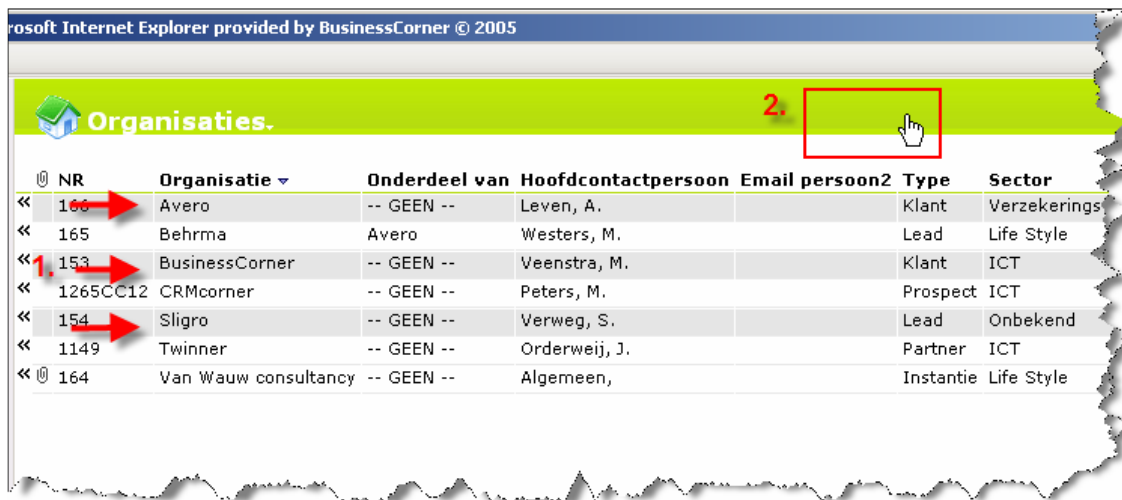 rosoft Internet Explorer provided by BusinessCorner © 2005
Organisaties.
2.
NR Organisatie Onderdeel van Hoofdcontactpersoon Email persoon2 Type Sector
« 166 Avero -- GEEN -- Leven, A. Klant Verzekerings
« 165 Behrma Avero Westers, M. Lead Life Style
1.
« 153 BusinessCorner -- GEEN -- Veenstra, M. Klant ICT
« 1265CC12 CRMcorner -- GEEN -- Peters, M. Prospect ICT
« 154 Sligro -- GEEN -- Verweg, S. Lead Onbekend
« 1149 Twinner -- GEEN -- Orderweij, J. Partner ICT
« 164 Van Wauw consultancy -- GEEN -- Algemeen, Instantie Life Style